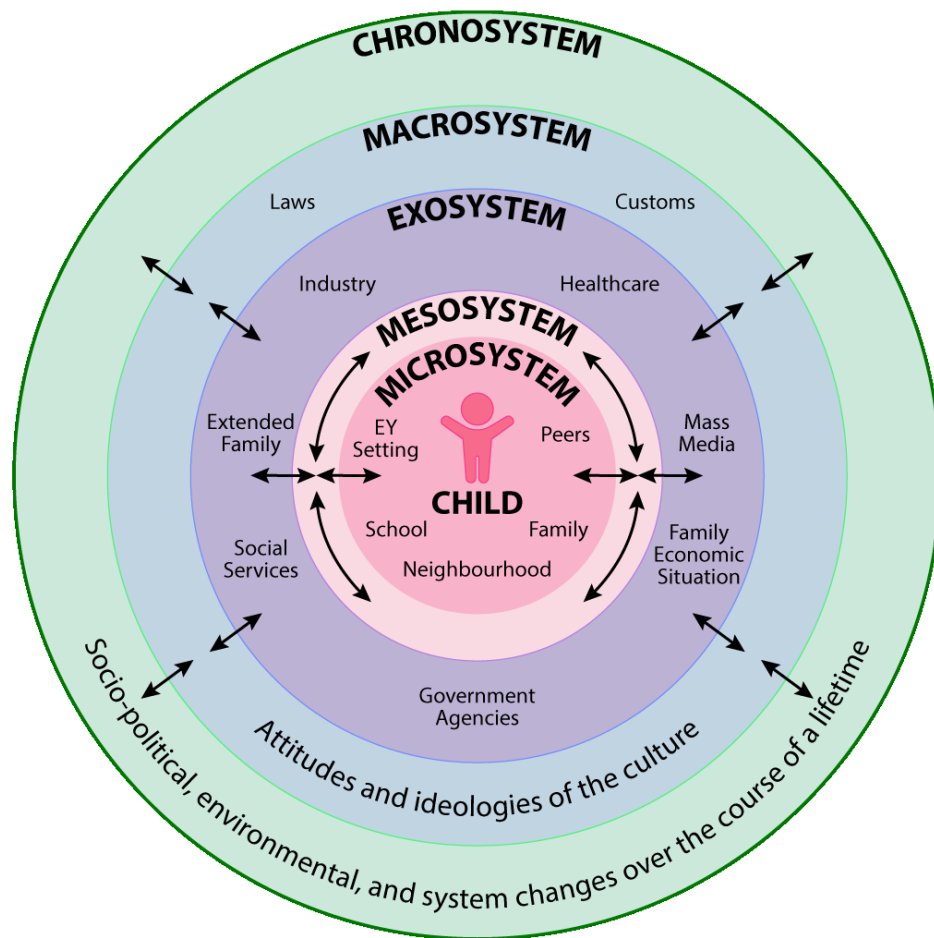 CHRONOSYSTEM
MACROSYSTEM
Laws
Customs
EXOSYSTEM
Industry
Healthcare
MESOSYSTEM
MICROSYSTEM
Extended
Family
EY
Setting
Peers
Mass
Media
CHILD
School
Family
Social
Services
Neighbourhood
Family
Economic
Situation
Government
Agencies
Attitudes and ideologies of the culture
Socio-political, environmental, and system changes over the course of a lifetime